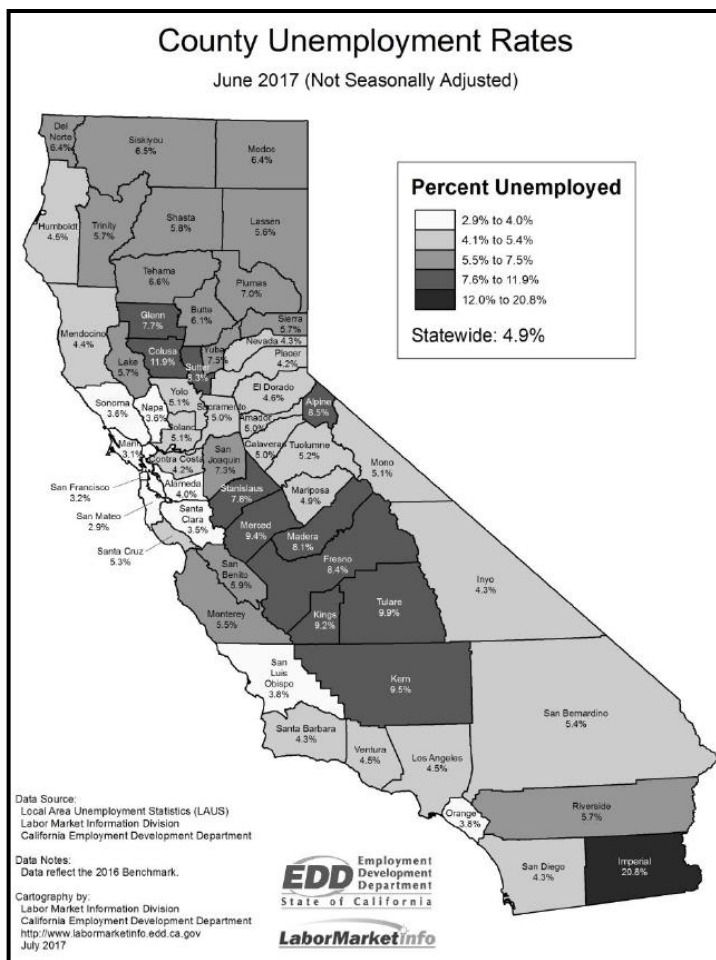 County Unemployment Rates
June 2017 (Not Seasonally Adjusted)
Del
Norte
6.4%
Siskiyou
6.5%
Modoc
6.4%
Humboldt
4.5%
Trinity
5.7%
Shasta
5.8%
Lassen
5.6%
Percent Unemployed
2.9% to 4.0%
4.1% to 5.4%
5.5% to 7.5%
7.6% to 11.9%
12.0% to 20.8%
Statewide: 4.9%
Tehama
6.6%
Plumas
7.0%
Glenn
7.7%
Butte
6.1%
Sierra
5.7%
Mendocino
4.4%
Lake
5.7%
Colusa
11.9%
Sutter
8.3%
Yuba
7.5%
Nevada 4.3%
Placer
4.2%
El Dorado
4.6%
Sonoma
3.6%
Napa
3.6%
Yolo
5.1%
Sacramento
5.0%
Amador
5.0%
Alpine
8.5%
Solano
5.1%
Marin
3.1%
Contra Costa
4.2%
San
Joaquin
7.3%
Calaveras
5.0%
Tuolumne
5.2%
Mono
5.1%
San Francisco
3.2%
Alameda
4.0%
San Mateo
2.9%
Santa
Clara
3.5%
Stanislaus
7.8%
Mariposa
4.9%
Santa Cruz
5.3%
Merced
9.4%
Madera
8.1%
San
Benito
5.9%
Fresno
8.4%
Inyo
4.3%
Monterey
5.5%
Kings
9.2%
Tulare
9.9%
San
Luis
Obispo
3.8%
Kern
9.5%
San Bernardino
5.4%
Santa Barbara
4.3%
Ventura
4.5%
Los Angeles
4.5%
Orange
3.8%
Riverside
5.7%
San Diego
4.3%
Imperial
20.8%
Data Source:
Local Area Unemployment Statistics (LAUS)
Labor Market Information Division
California Employment Development Department
Data Notes:
Data reflect the 2016 Benchmark.
Cartography by:
Labor Market Information Division
California Employment Development Department
http://www.labormarketinfo.edd.ca.gov
July 2017
EDD Employment
Development
Department
State of California
LaborMarketinfo